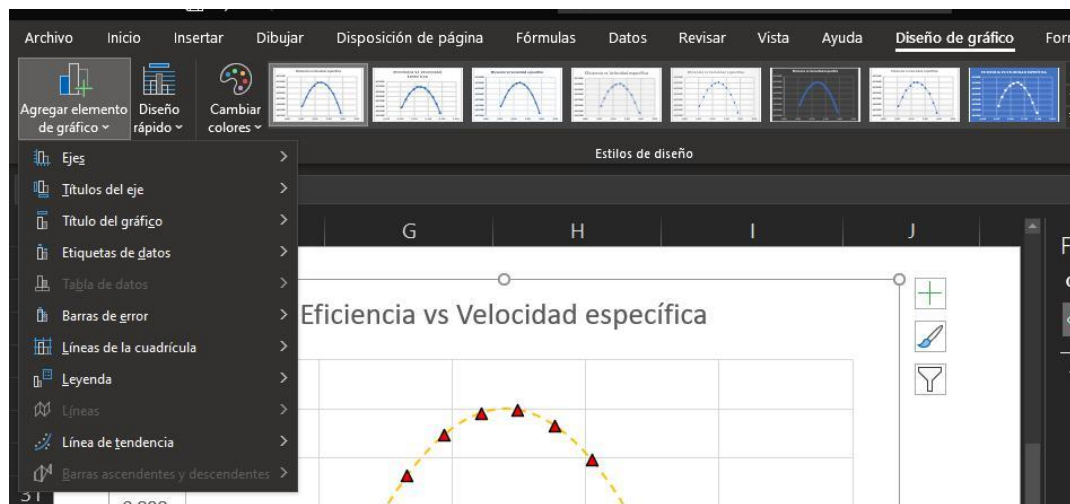 Archivo Inicio Insertar Dibujar Disposición de página Fórmulas Datos Revisar Vista Ayuda Diseño de gráfico
Agregar elemento de gráfico
Diseño rápido
Cambiar colores
Estilos de diseño
Ejes
Títulos del eje
Título del gráfico
Etiquetas de datos
Tabla de datos
Barras de error
Líneas de la cuadrícula
Leyenda
Líneas
Línea de tendencia
Barras ascendentes y descendentes
G H I J
Eficiencia vs Velocidad específica
31